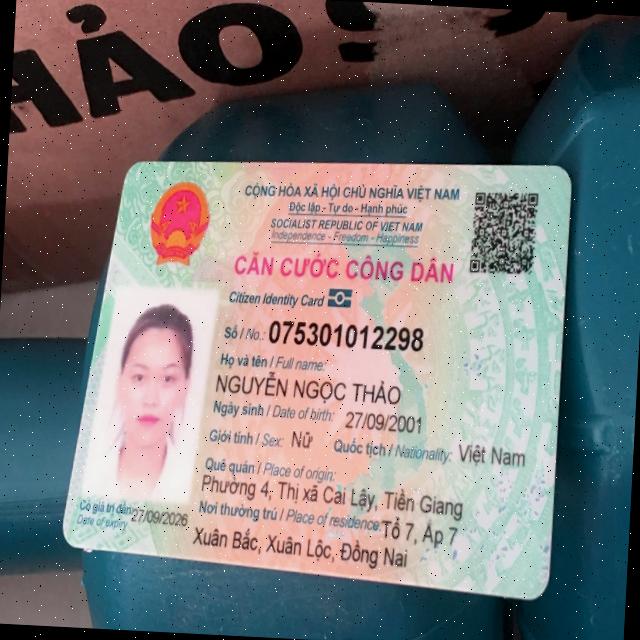 HẢO
CỘNG HÒA XÃ HỘI CHỦ NGHĨA VIỆT NAM
Độc lập - Tự do - Hạnh phúc
SOCIALIST REPUBLIC OF VIET NAM
Independence - Freedom - Happiness
CĂN CƯỚC CÔNG DÂN
Citizen Identity Card
Số / No.: 075301012298
Họ và tên / Full name:
NGUYỄN NGỌC THẢO
Ngày sinh / Date of birth: 27/09/2001
Giới tính / Sex: Nữ Quốc tịch / Nationality: Việt Nam
Quê quán / Place of origin:
Phường 4, Thị xã Cai Lậy, Tiền Giang
Nơi thường trú / Place of residence: Tổ 7, Ấp 7
Xuân Bắc, Xuân Lộc, Đồng Nai
Có giá trị đến:
Date of expiry 27/09/2026